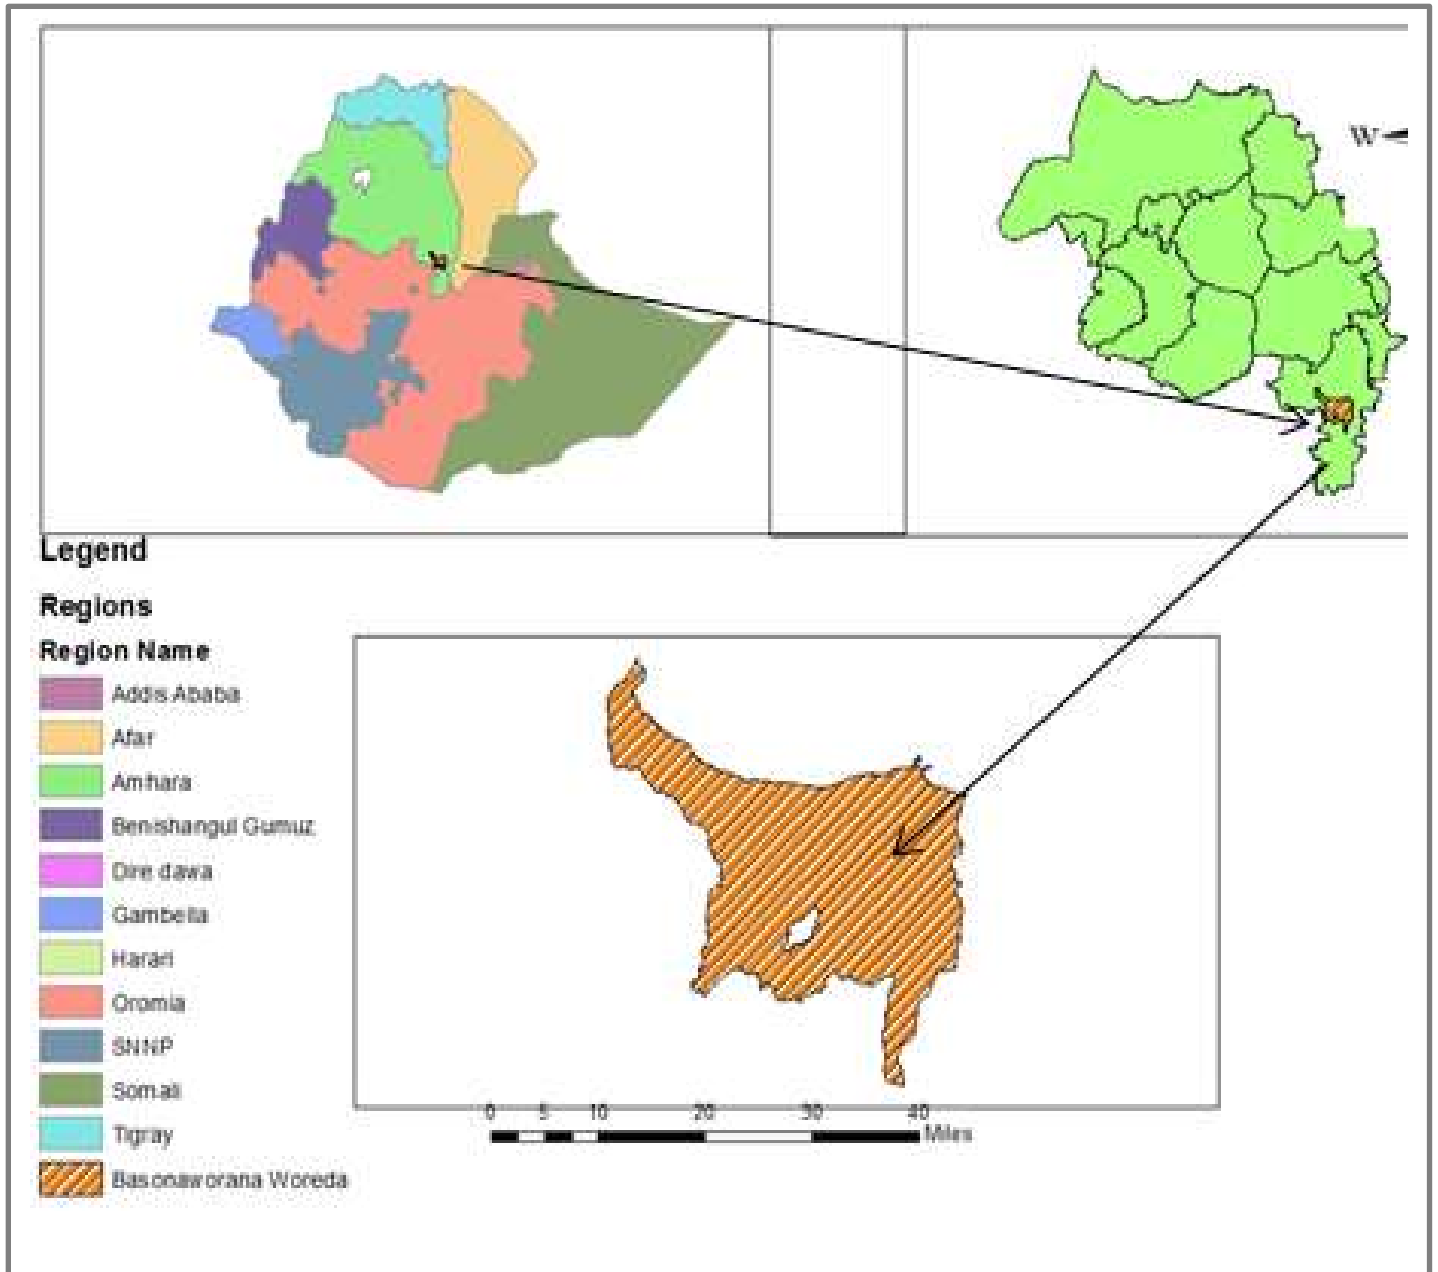 W
Legend
Regions
Region Name
Addis Ababa
Afar
Amhara
Benishangul Gumuz
Dire dawa
Gambella
Harari
Oromia
SNNP
Somali
Tigray
Basonaworana Woreda
0 5 10 20 30 40
Miles